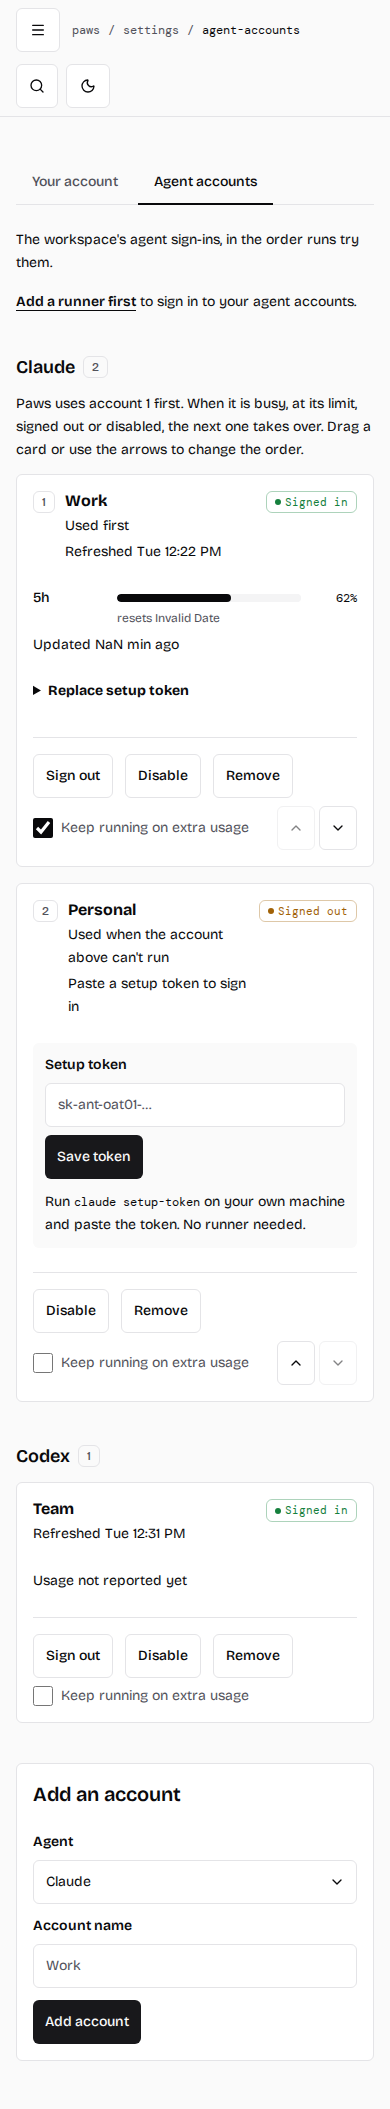 paws / settings / agent-accounts
Your account
Agent accounts
The workspace's agent sign-ins, in the order runs try
them.
Add a runner first to sign in to your agent accounts.
Claude 2
Paws uses account 1 first. When it is busy, at its limit,
signed out or disabled, the next one takes over. Drag a
card or use the arrows to change the order.
1 Work Signed in
Used first
Refreshed Tue 12:22 PM
5h 62%
resets Invalid Date
Updated NaN min ago
Replace setup token
Sign out Disable Remove
Keep running on extra usage
2 Personal Signed out
Used when the account
above can't run
Paste a setup token to sign
in
Setup token
sk-ant-oat01-...
Save token
Run claude setup-token on your own machine
and paste the token. No runner needed.
Disable Remove
Keep running on extra usage
Codex 1
Team Signed in
Refreshed Tue 12:31 PM
Usage not reported yet
Sign out Disable Remove
Keep running on extra usage
Add an account
Agent
Claude
Account name
Work
Add account